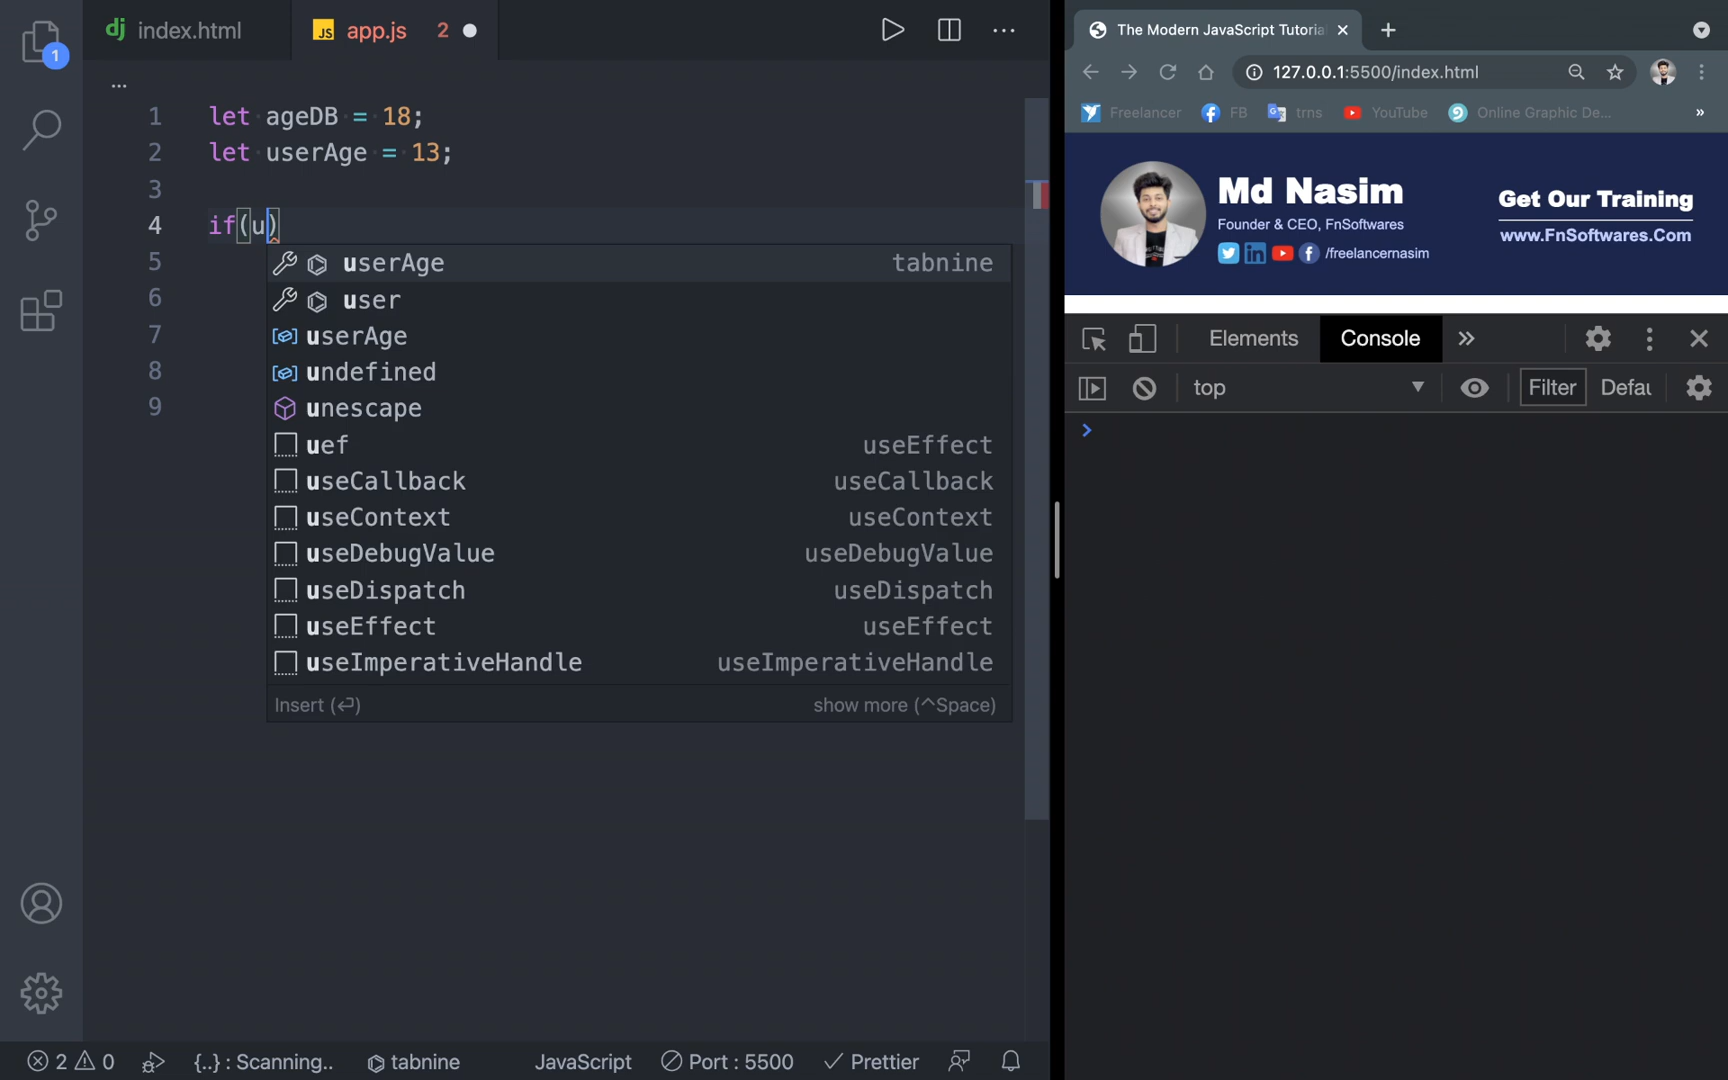 dj index.html
JS app.js 2
1
...
1 let ageDB = 18;
2 let userAge = 13;
3
4 if(u)
5
6
7
8
9
userAge tabnine
user
userAge
undefined
unescape
uef useEffect
useCallback useCallback
useContext useContext
useDebugValue useDebugValue
useDispatch useDispatch
useEffect useEffect
useImperativeHandle useImperativeHandle
Insert (⏎) show more (^Space)
2 0 {..} : Scanning.. tabnine JavaScript Port : 5500 Prettier
The Modern JavaScript Tutoria
127.0.0.1:5500/index.html
Freelancer FB trns YouTube Online Graphic De... »
Md Nasim
Founder & CEO, FnSoftwares
/freelancernasim
Get Our Training
www.FnSoftwares.Com
Elements Console »
top Filter Defau
>